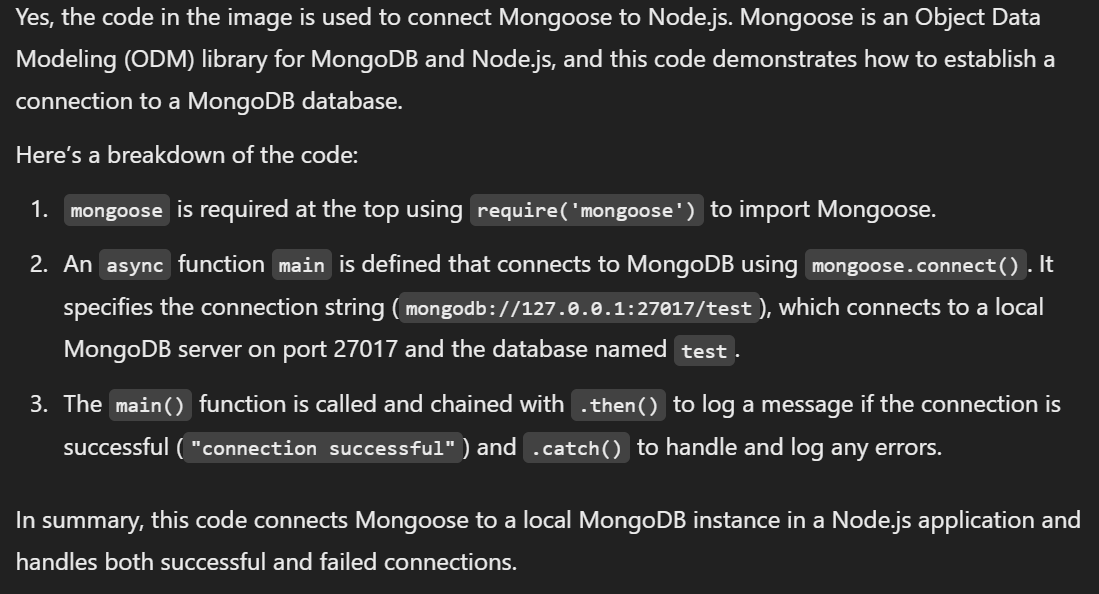 Yes, the code in the image is used to connect Mongoose to Node.js. Mongoose is an Object Data
Modeling (ODM) library for MongoDB and Node.js, and this code demonstrates how to establish a
connection to a MongoDB database.
Here's a breakdown of the code:
1. mongoose is required at the top using require('mongoose') to import Mongoose.
2. An async function main is defined that connects to MongoDB using mongoose.connect(). It
specifies the connection string (mongodb://127.0.0.1:27017/test), which connects to a local
MongoDB server on port 27017 and the database named test.
3. The main() function is called and chained with .then() to log a message if the connection is
successful ("connection successful") and .catch() to handle and log any errors.
In summary, this code connects Mongoose to a local MongoDB instance in a Node.js application and
handles both successful and failed connections.